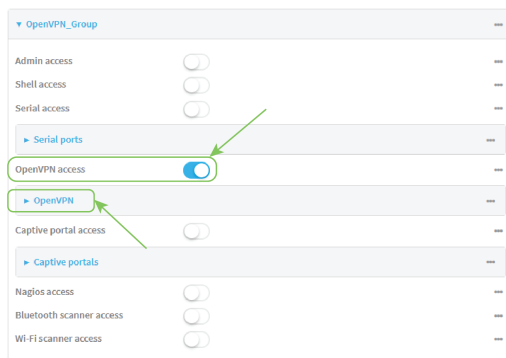 OpenVPN_Group
Admin access
Shell access
Serial access
Serial ports
OpenVPN access
OpenVPN
Captive portal access
Captive portals
Nagios access
Bluetooth scanner access
Wi-Fi scanner access